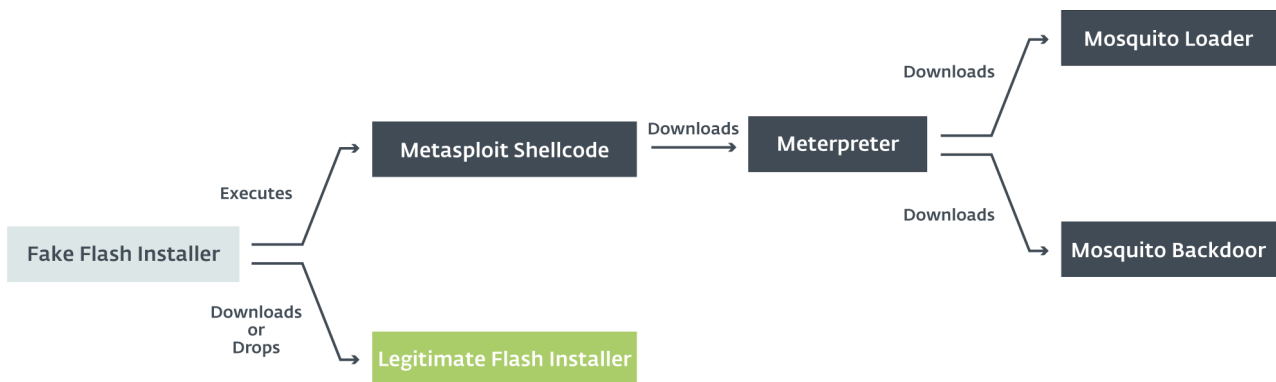 Mosquito Loader
Downloads
Metasploit Shellcode
Downloads
Meterpreter
Executes
Downloads
Fake Flash Installer
Mosquito Backdoor
Downloads
or
Drops
Legitimate Flash Installer